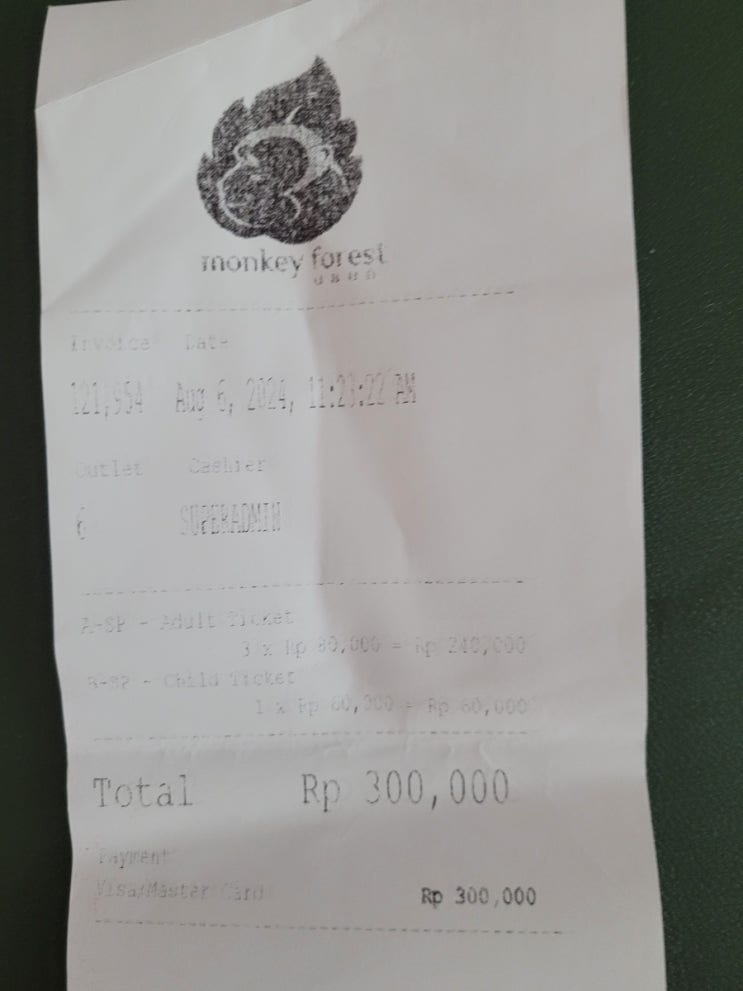 monkey forest
UBUD
Invoice Date
121,954 Aug 6, 2024, 11:23:22 AM
Outlet Cashier
6 SUPERADMIN
A-SP - Adult Ticket
3 x Rp 80,000 = Rp 240,000
B-SP - Child Ticket
1 x Rp 60,000 = Rp 60,000
Total Rp 300,000
Payment
Visa/Master Card Rp 300,000